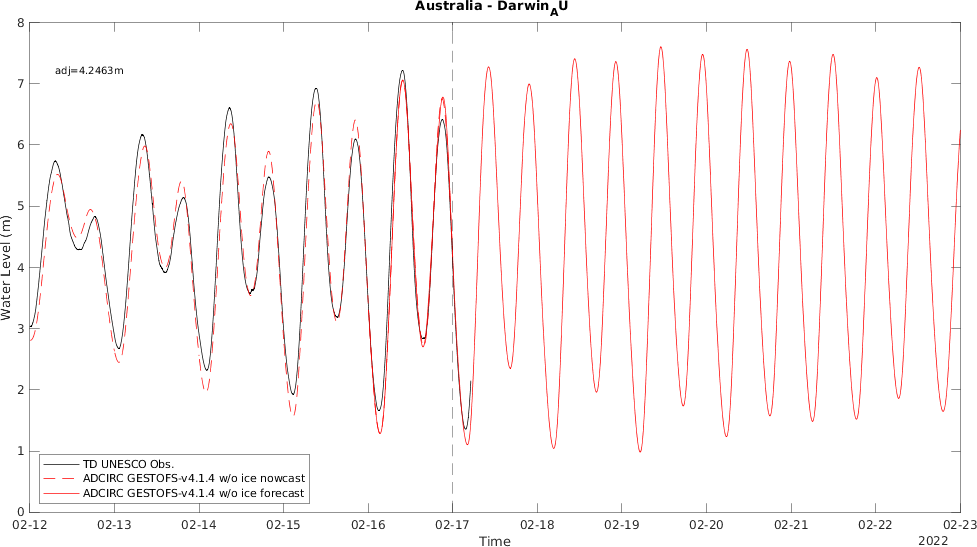 Australia - Darwin_AU
8
adj=4.2463m
7
6
5
4
3
2
1
0
Water Level (m)
TD UNESCO Obs.
ADCIRC GESTOFS-v4.1.4 w/o ice nowcast
ADCIRC GESTOFS-v4.1.4 w/o ice forecast
02-12 02-13 02-14 02-15 02-16 02-17 02-18 02-19 02-20 02-21 02-22 02-23
Time
2022